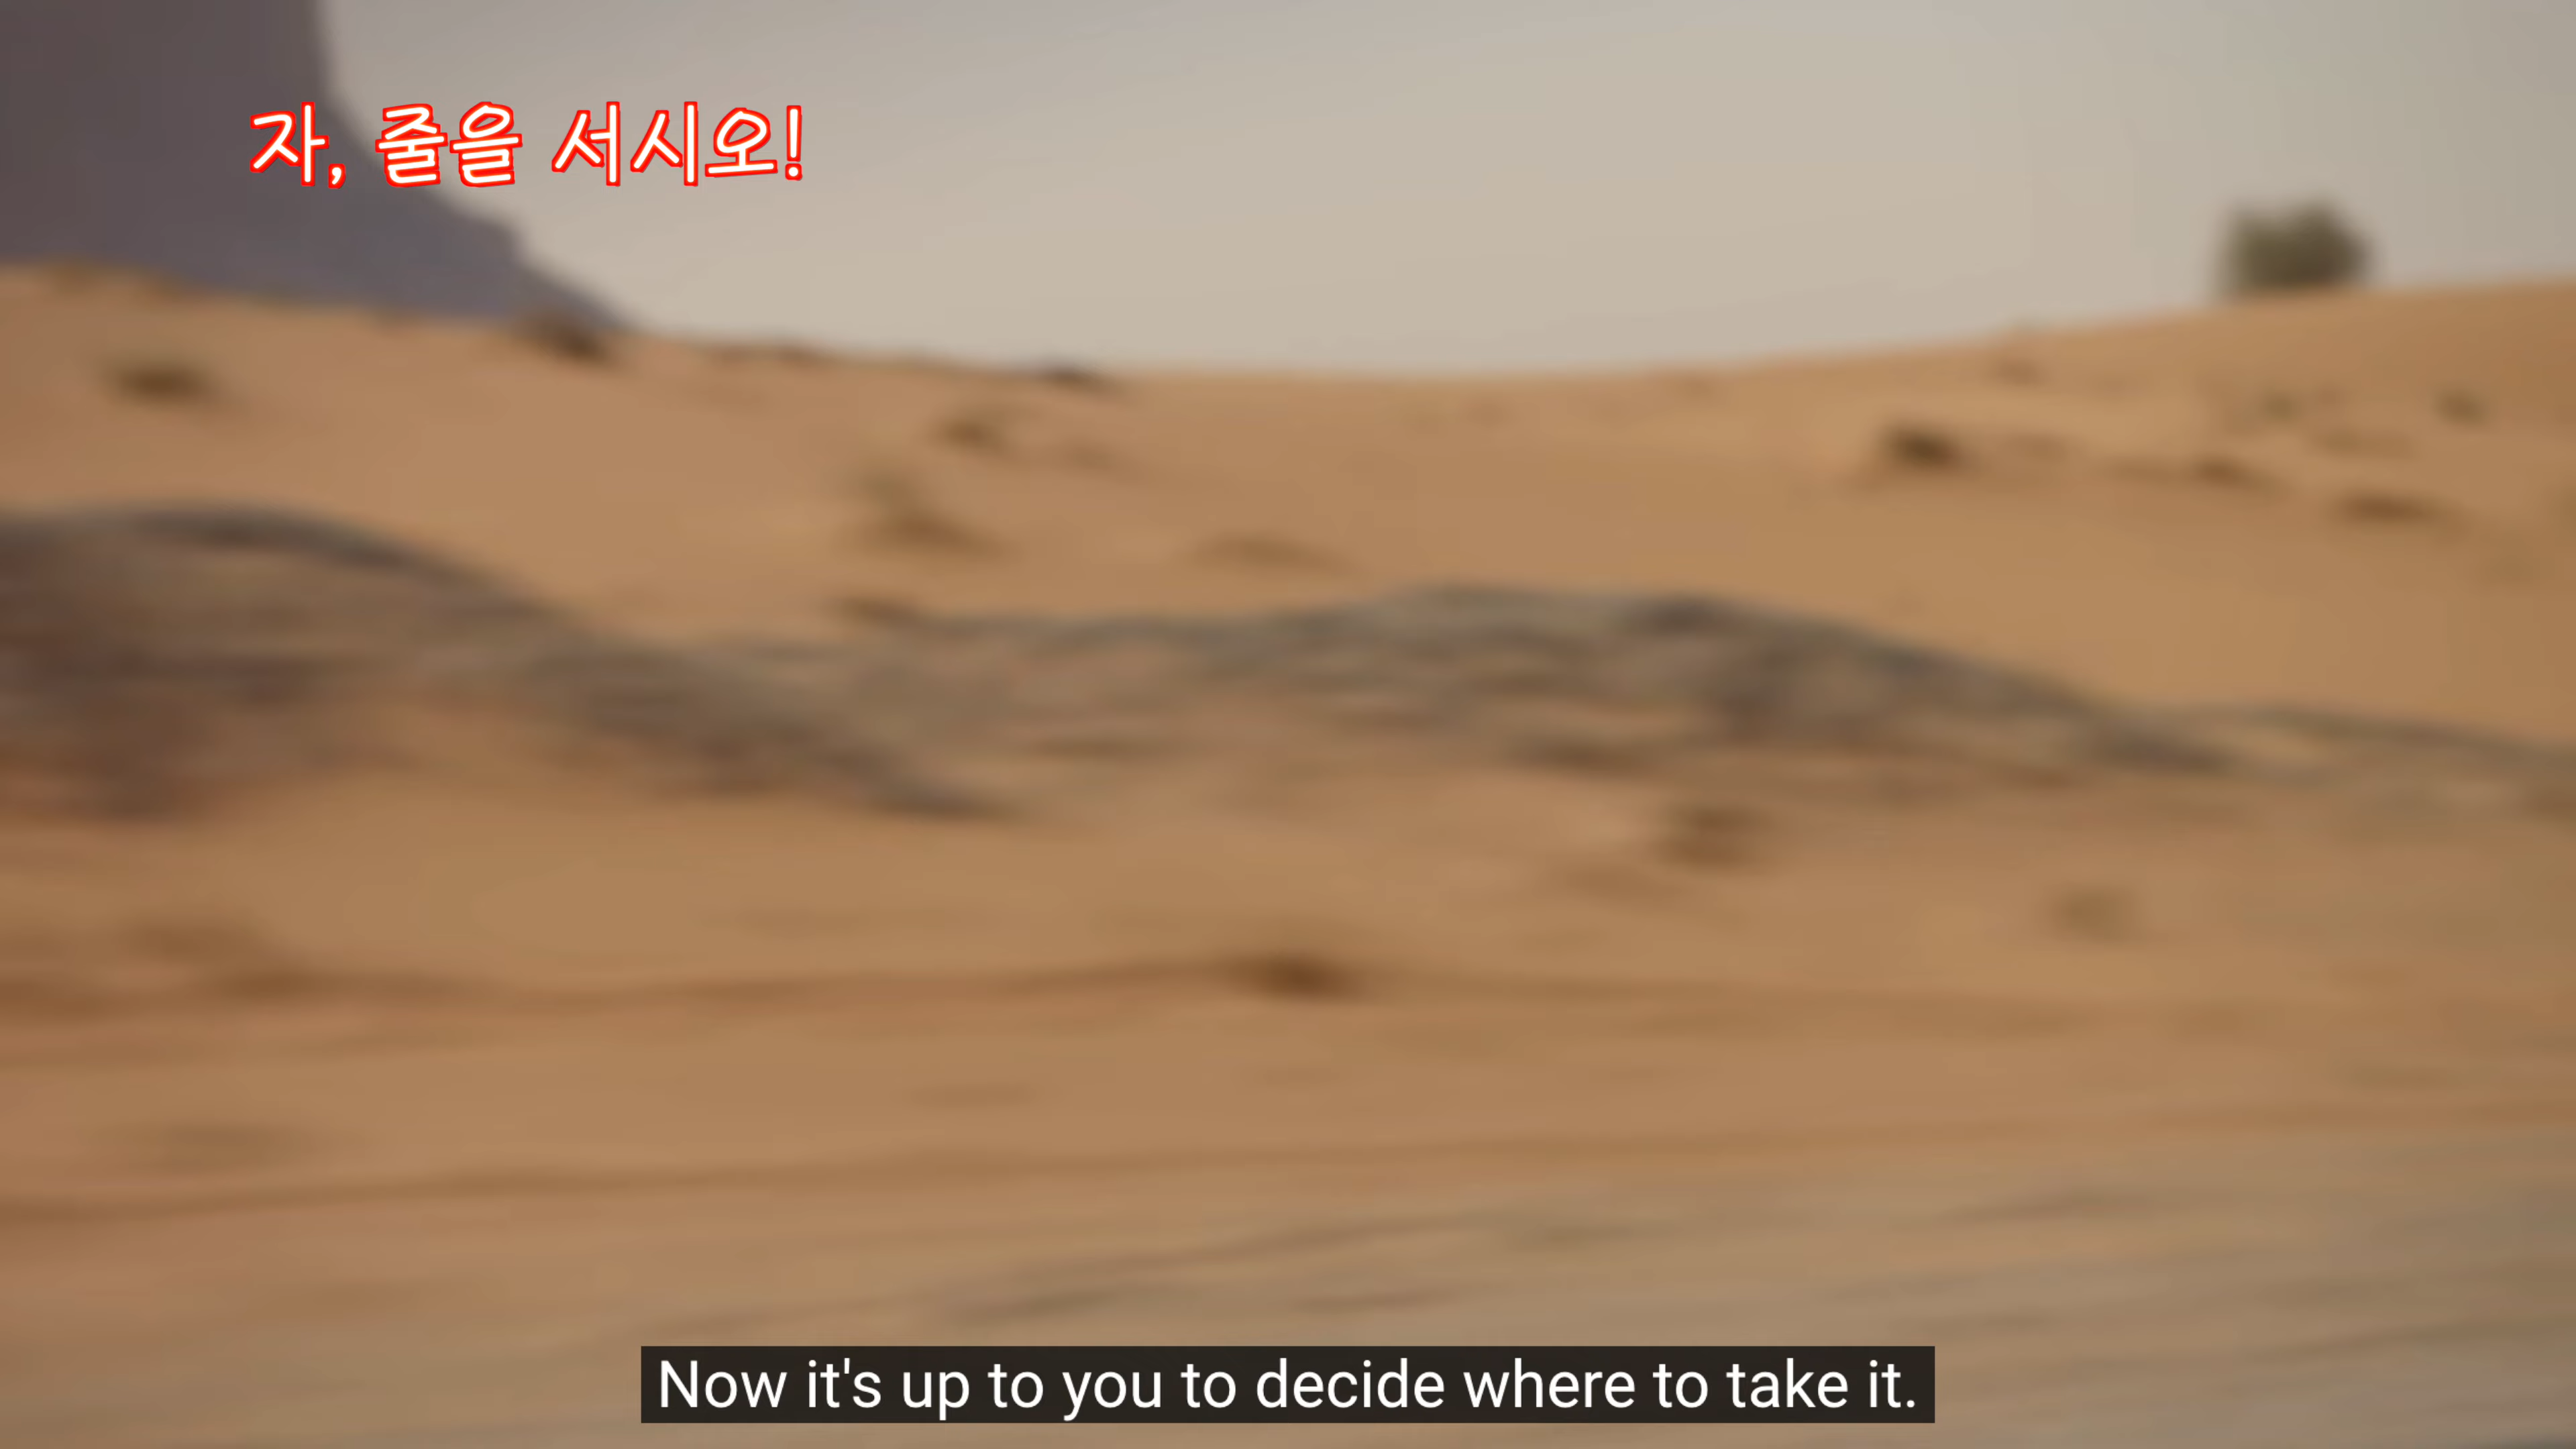 자, 줄을 서시오!
Now it's up to you to decide where to take it.